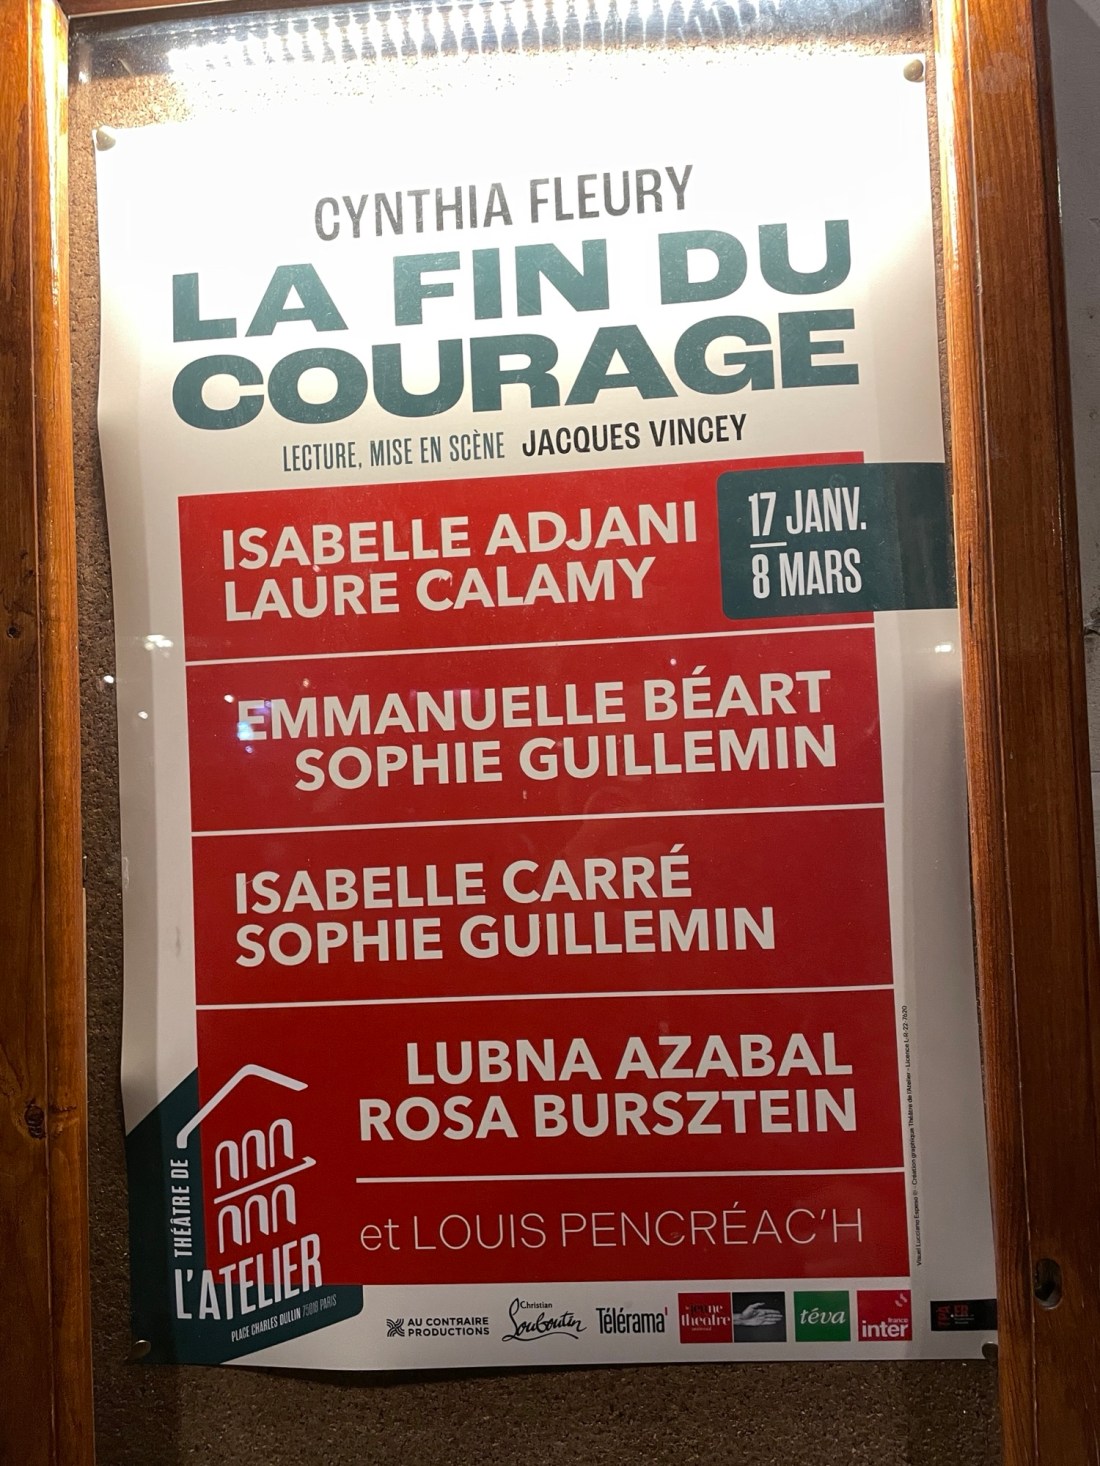 CYNTHIA FLEURY
LA FIN DU
COURAGE
LECTURE, MISE EN SCÈNE JACQUES VINCEY
ISABELLE ADJANI
LAURE CALAMY
17 JANV.
8 MARS
EMMANUELLE BÉART
SOPHIE GUILLEMIN
ISABELLE CARRÉ
SOPHIE GUILLEMIN
LUBNA AZABAL
ROSA BURSZTEIN
et LOUIS PENCRÉAC'H
THÉÂTRE DE
L'ATELIER
PLACE CHARLES DULLIN 75018 PARIS
AU CONTRAIRE
PRODUCTIONS
Christian
Louboutin
Télérama'
jeune
théâtre
téva
france
inter